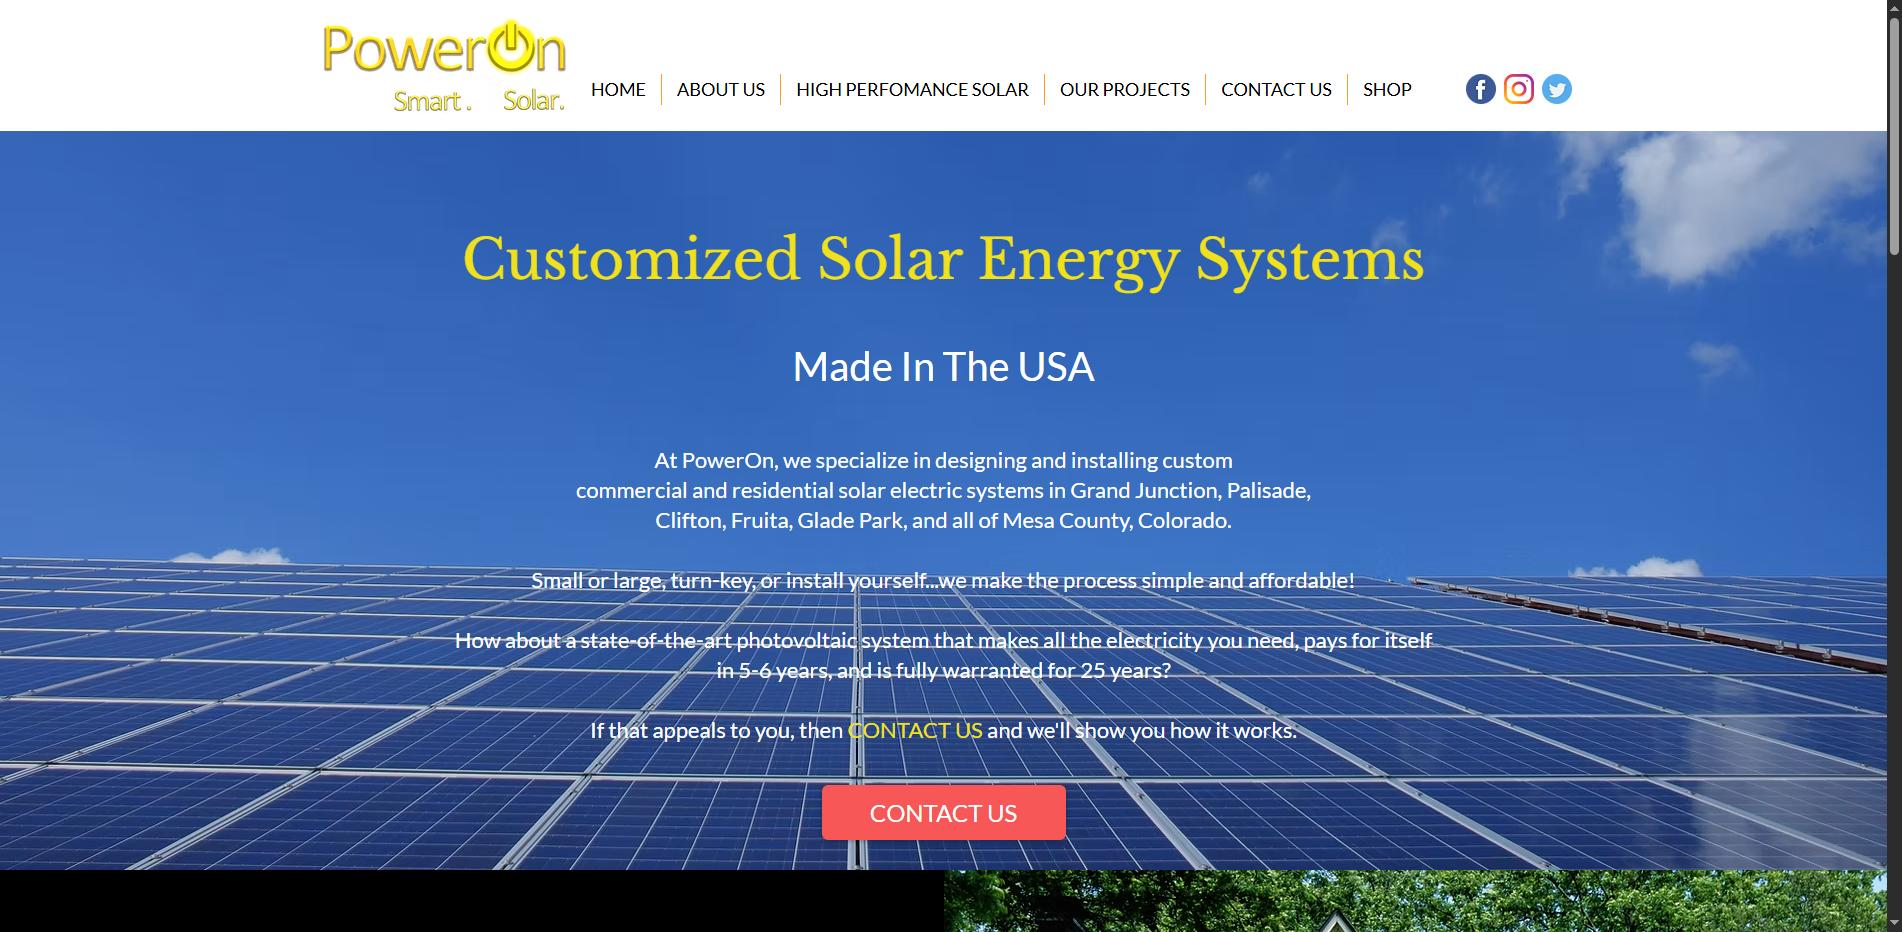 PowerOn
Smart. Solar.
HOME
ABOUT US
HIGH PERFOMANCE SOLAR
OUR PROJECTS
CONTACT US
SHOP
Customized Solar Energy Systems
Made In The USA
At PowerOn, we specialize in designing and installing custom
commercial and residential solar electric systems in Grand Junction, Palisade,
Clifton, Fruita, Glade Park, and all of Mesa County, Colorado.
Small or large, turn-key, or install yourself...we make the process simple and affordable!
How about a state-of-the-art photovoltaic system that makes all the electricity you need, pays for itself
in 5-6 years, and is fully warranted for 25 years?
If that appeals to you, then CONTACT US and we'll show you how it works.
CONTACT US